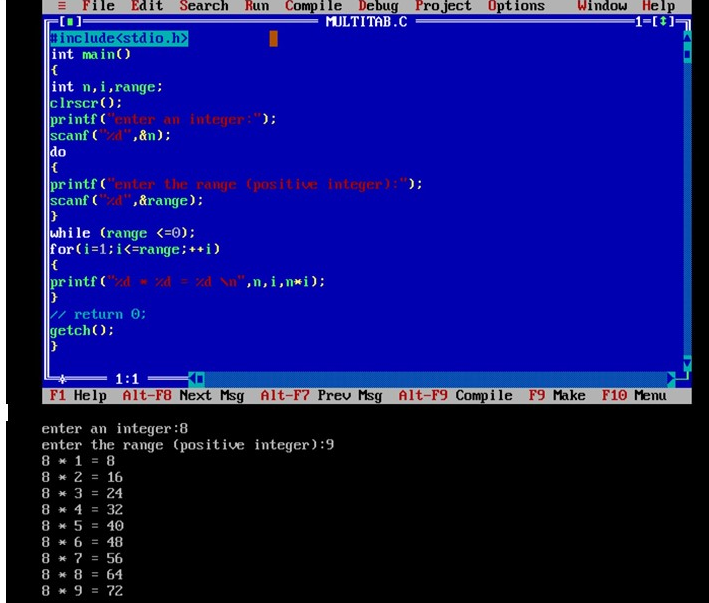 ≡ File Edit Search Run Compile Debug Project Options Window Help
[■] MULTITAB.C 1=[↕]
#include<stdio.h>
int main()
{
int n,i,range;
clrscr();
printf("enter an integer:");
scanf("%d",&n);
do
{
printf("enter the range (positive integer):");
scanf("%d",&range);
}
while (range <=0);
for(i=1;i<=range;++i)
{
printf("%d * %d = %d \n",n,i,n*i);
}
// return 0;
getch();
}
1:1
F1 Help Alt-F8 Next Msg Alt-F7 Prev Msg Alt-F9 Compile F9 Make F10 Menu
enter an integer:8
enter the range (positive integer):9
8 * 1 = 8
8 * 2 = 16
8 * 3 = 24
8 * 4 = 32
8 * 5 = 40
8 * 6 = 48
8 * 7 = 56
8 * 8 = 64
8 * 9 = 72